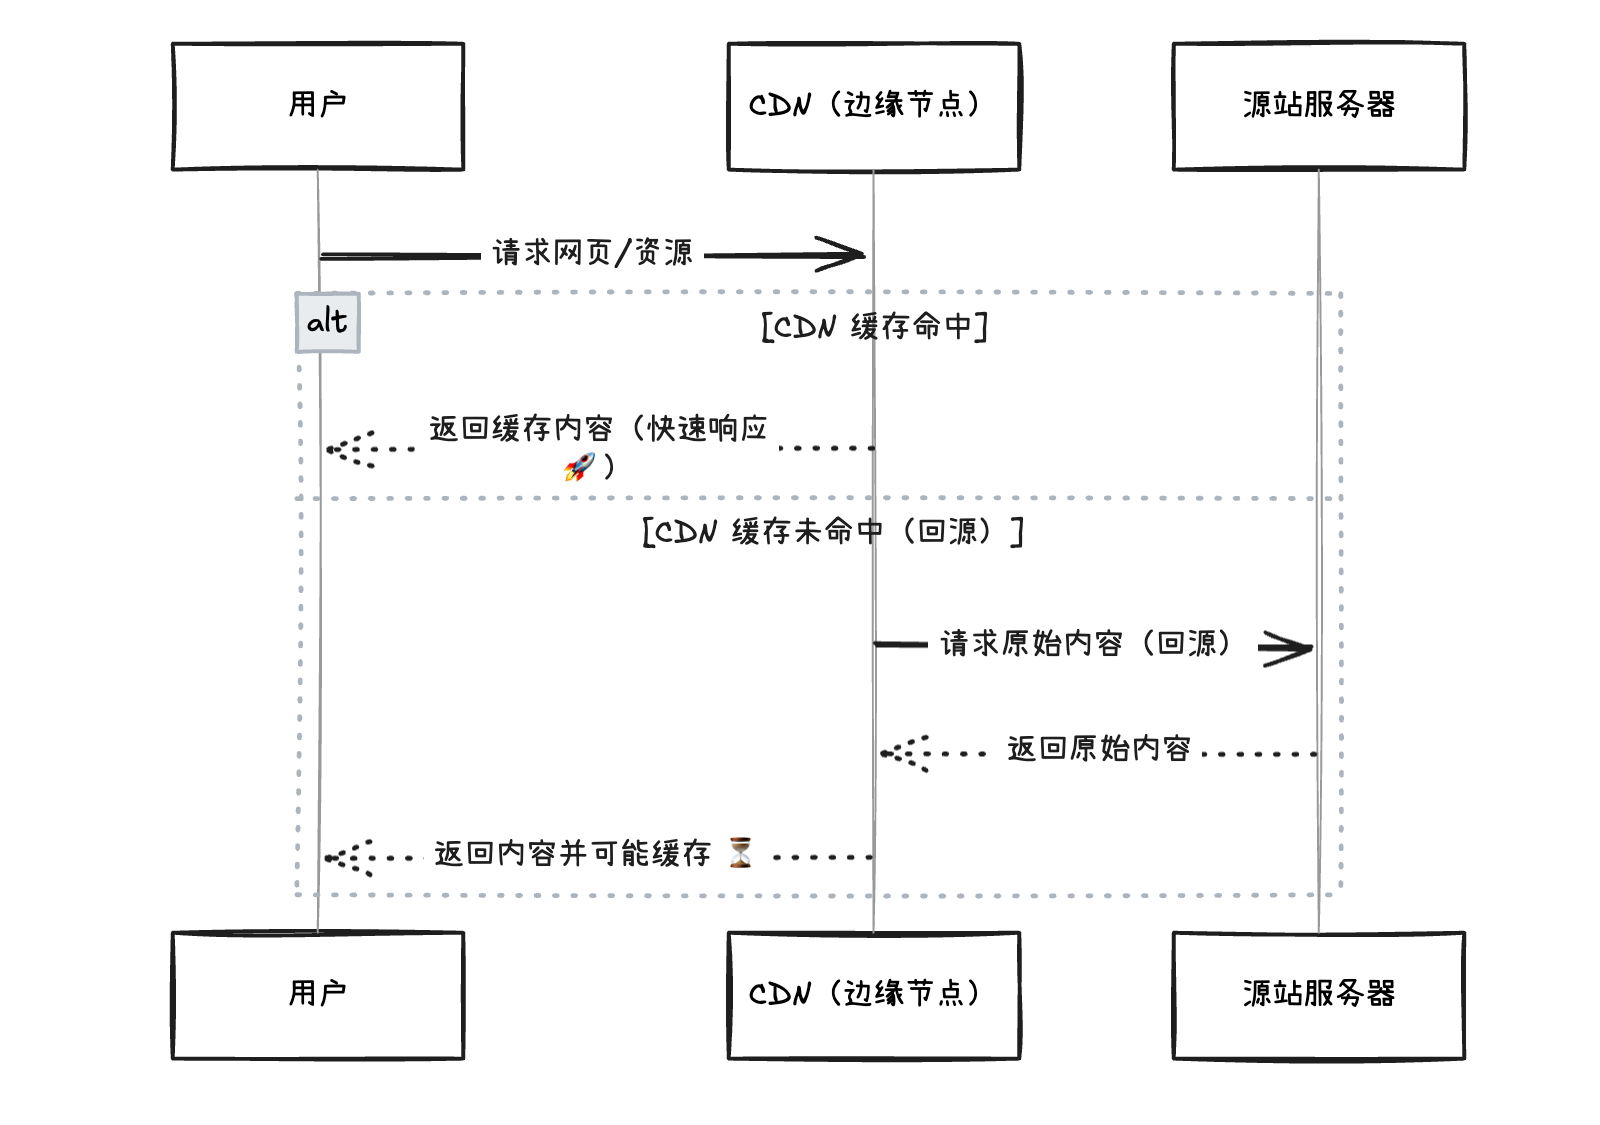 用户
CDN（边缘节点）
源站服务器
请求网页/资源
alt
[CDN 缓存命中]
返回缓存内容（快速响应
🚀）
[CDN 缓存未命中（回源）]
请求原始内容（回源）
返回原始内容
返回内容并可能缓存 ⏳
用户
CDN（边缘节点）
源站服务器